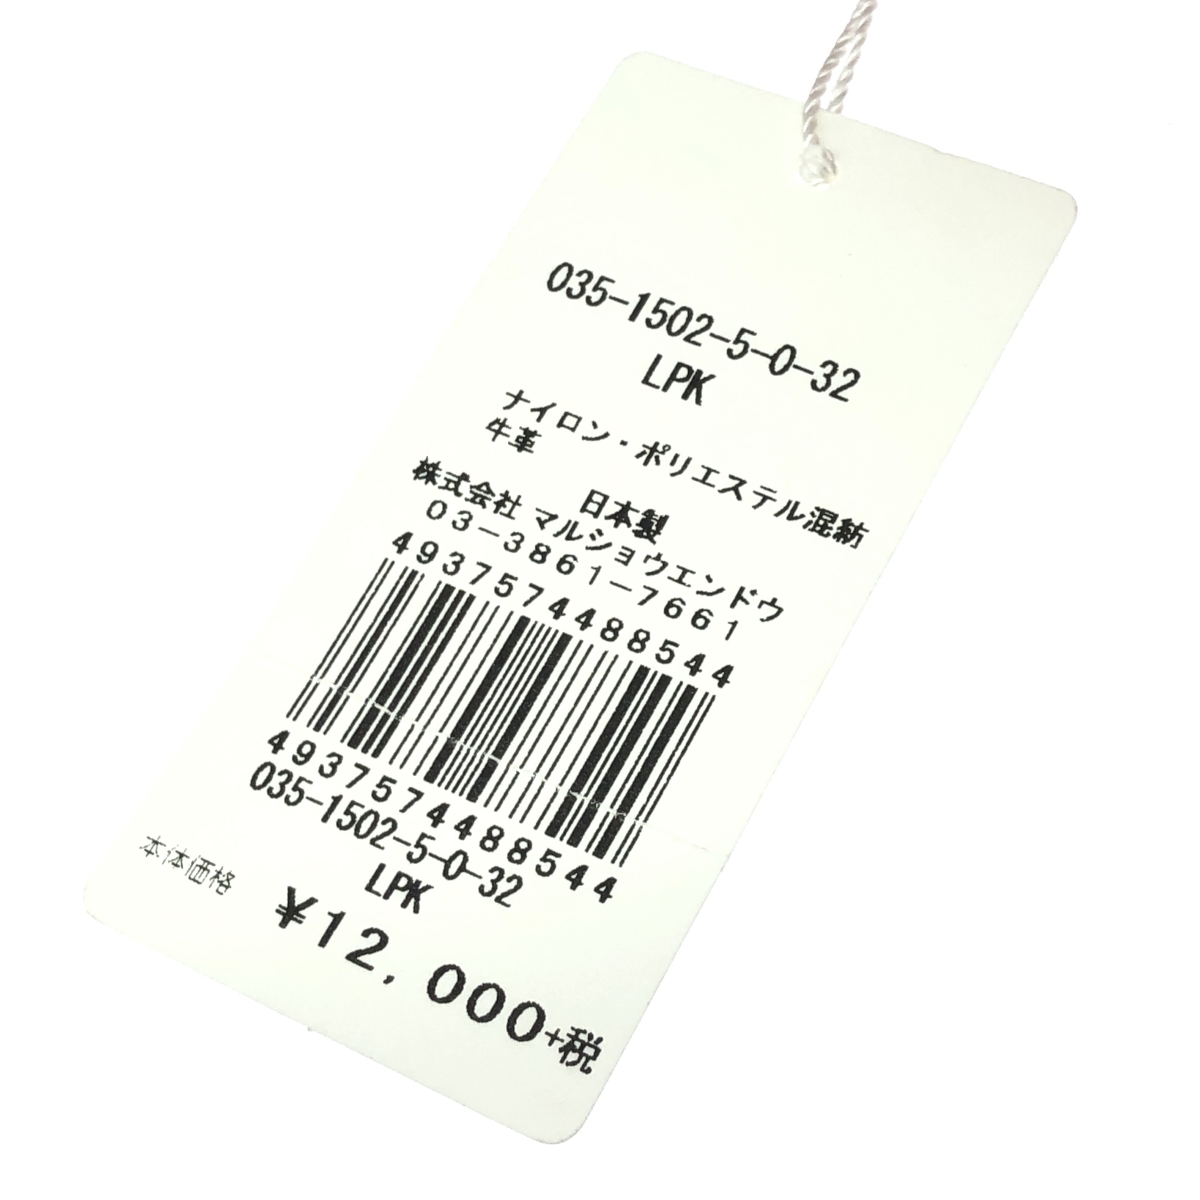 035-1502-5-0-32
LPK
ナイロン・ポリエステル混紡
牛革
日本製
株式会社 マルショウエンドウ
03-3861-7661
4937574488544
4937574488544
035-1502-5-0-32
LPK
本体価格
¥12,000+税